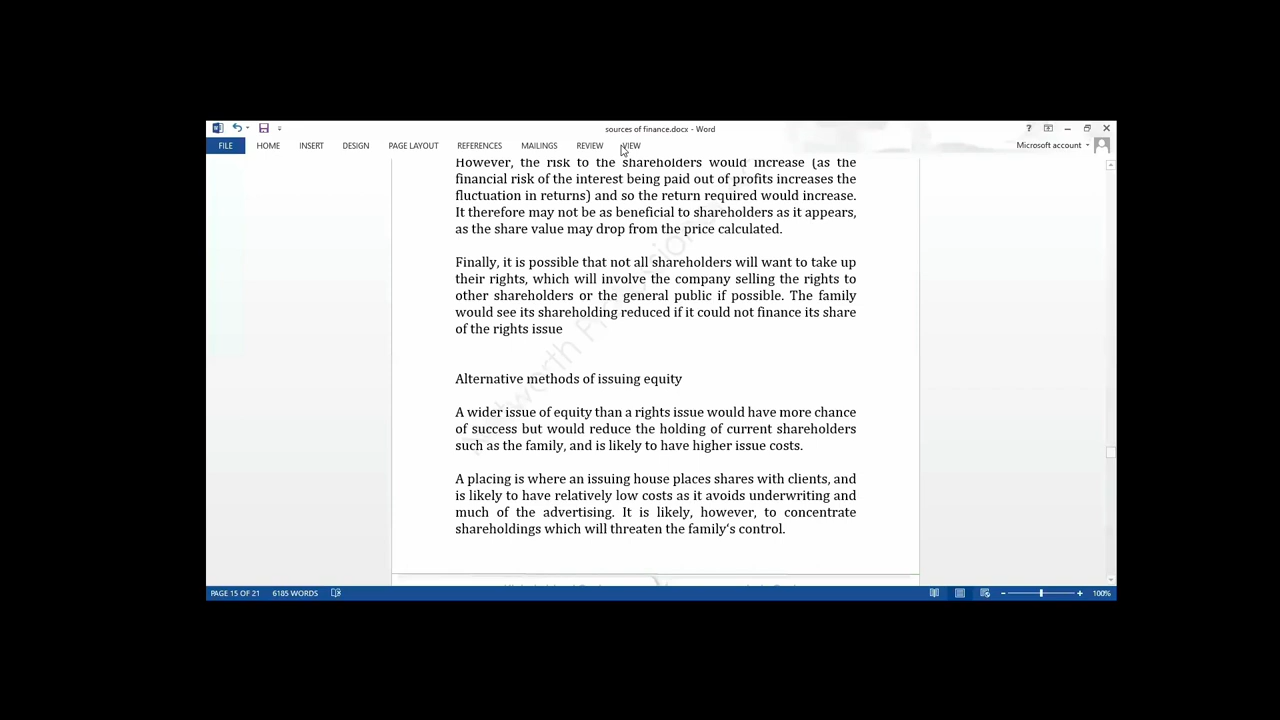 sources of finance.docx - Word
FILE HOME INSERT DESIGN PAGE LAYOUT REFERENCES MAILINGS REVIEW VIEW Microsoft account
However, the risk to the shareholders would increase (as the
financial risk of the interest being paid out of profits increases the
fluctuation in returns) and so the return required would increase.
It therefore may not be as beneficial to shareholders as it appears,
as the share value may drop from the price calculated.
Finally, it is possible that not all shareholders will want to take up
their rights, which will involve the company selling the rights to
other shareholders or the general public if possible. The family
would see its shareholding reduced if it could not finance its share
of the rights issue
Alternative methods of issuing equity
A wider issue of equity than a rights issue would have more chance
of success but would reduce the holding of current shareholders
such as the family, and is likely to have higher issue costs.
A placing is where an issuing house places shares with clients, and
is likely to have relatively low costs as it avoids underwriting and
much of the advertising. It is likely, however, to concentrate
shareholdings which will threaten the family's control.
PAGE 15 OF 21 6185 WORDS 100%